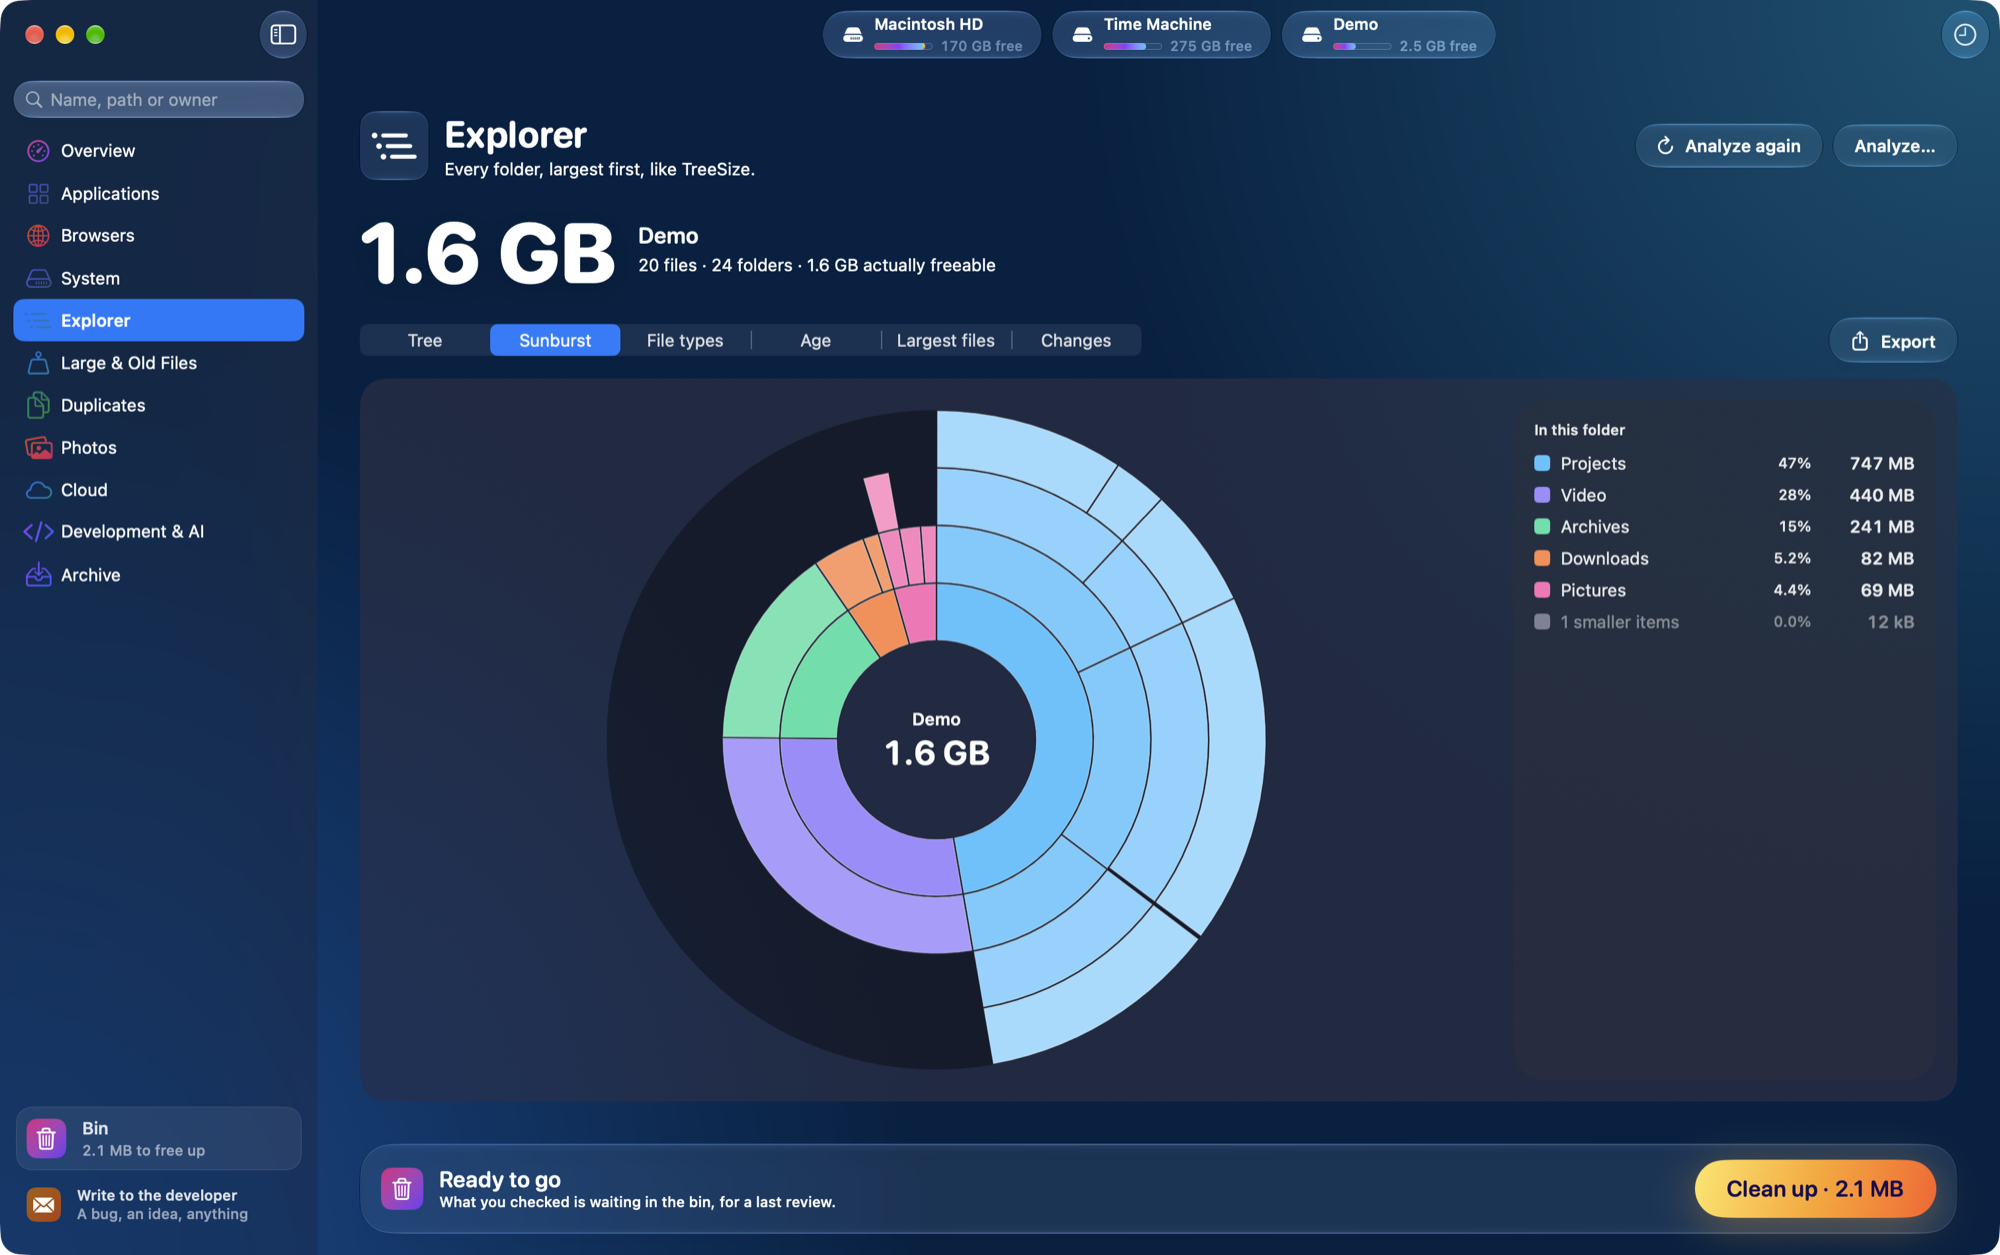 Macintosh HD
170 GB free
Time Machine
275 GB free
Demo
2.5 GB free
Name, path or owner
Overview
Applications
Browsers
System
Explorer
Large & Old Files
Duplicates
Photos
Cloud
Development & AI
Archive
Bin
2.1 MB to free up
Write to the developer
A bug, an idea, anything
Explorer
Every folder, largest first, like TreeSize.
Analyze again
Analyze...
1.6 GB
Demo
20 files · 24 folders · 1.6 GB actually freeable
Tree
Sunburst
File types
Age
Largest files
Changes
Export
Demo
1.6 GB
In this folder
Projects 47% 747 MB
Video 28% 440 MB
Archives 15% 241 MB
Downloads 5.2% 82 MB
Pictures 4.4% 69 MB
1 smaller items 0.0% 12 kB
Ready to go
What you checked is waiting in the bin, for a last review.
Clean up · 2.1 MB